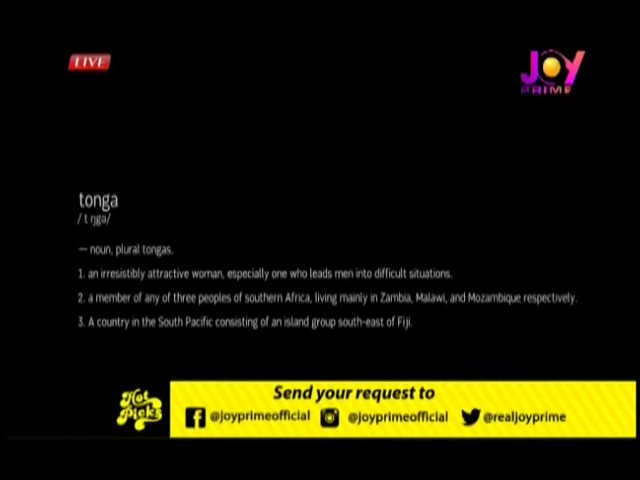 LIVE
JOY
PRIME
tonga
/ t ŋgə/
— noun, plural tongas.
1. an irresistibly attractive woman, especially one who leads men into difficult situations.
2. a member of any of three peoples of southern Africa, living mainly in Zambia, Malawi, and Mozambique respectively.
3. A country in the South Pacific consisting of an island group south-east of Fiji.
Hot
Picks
Send your request to
@joyprimeofficial @joyprimeofficial @realjoyprime